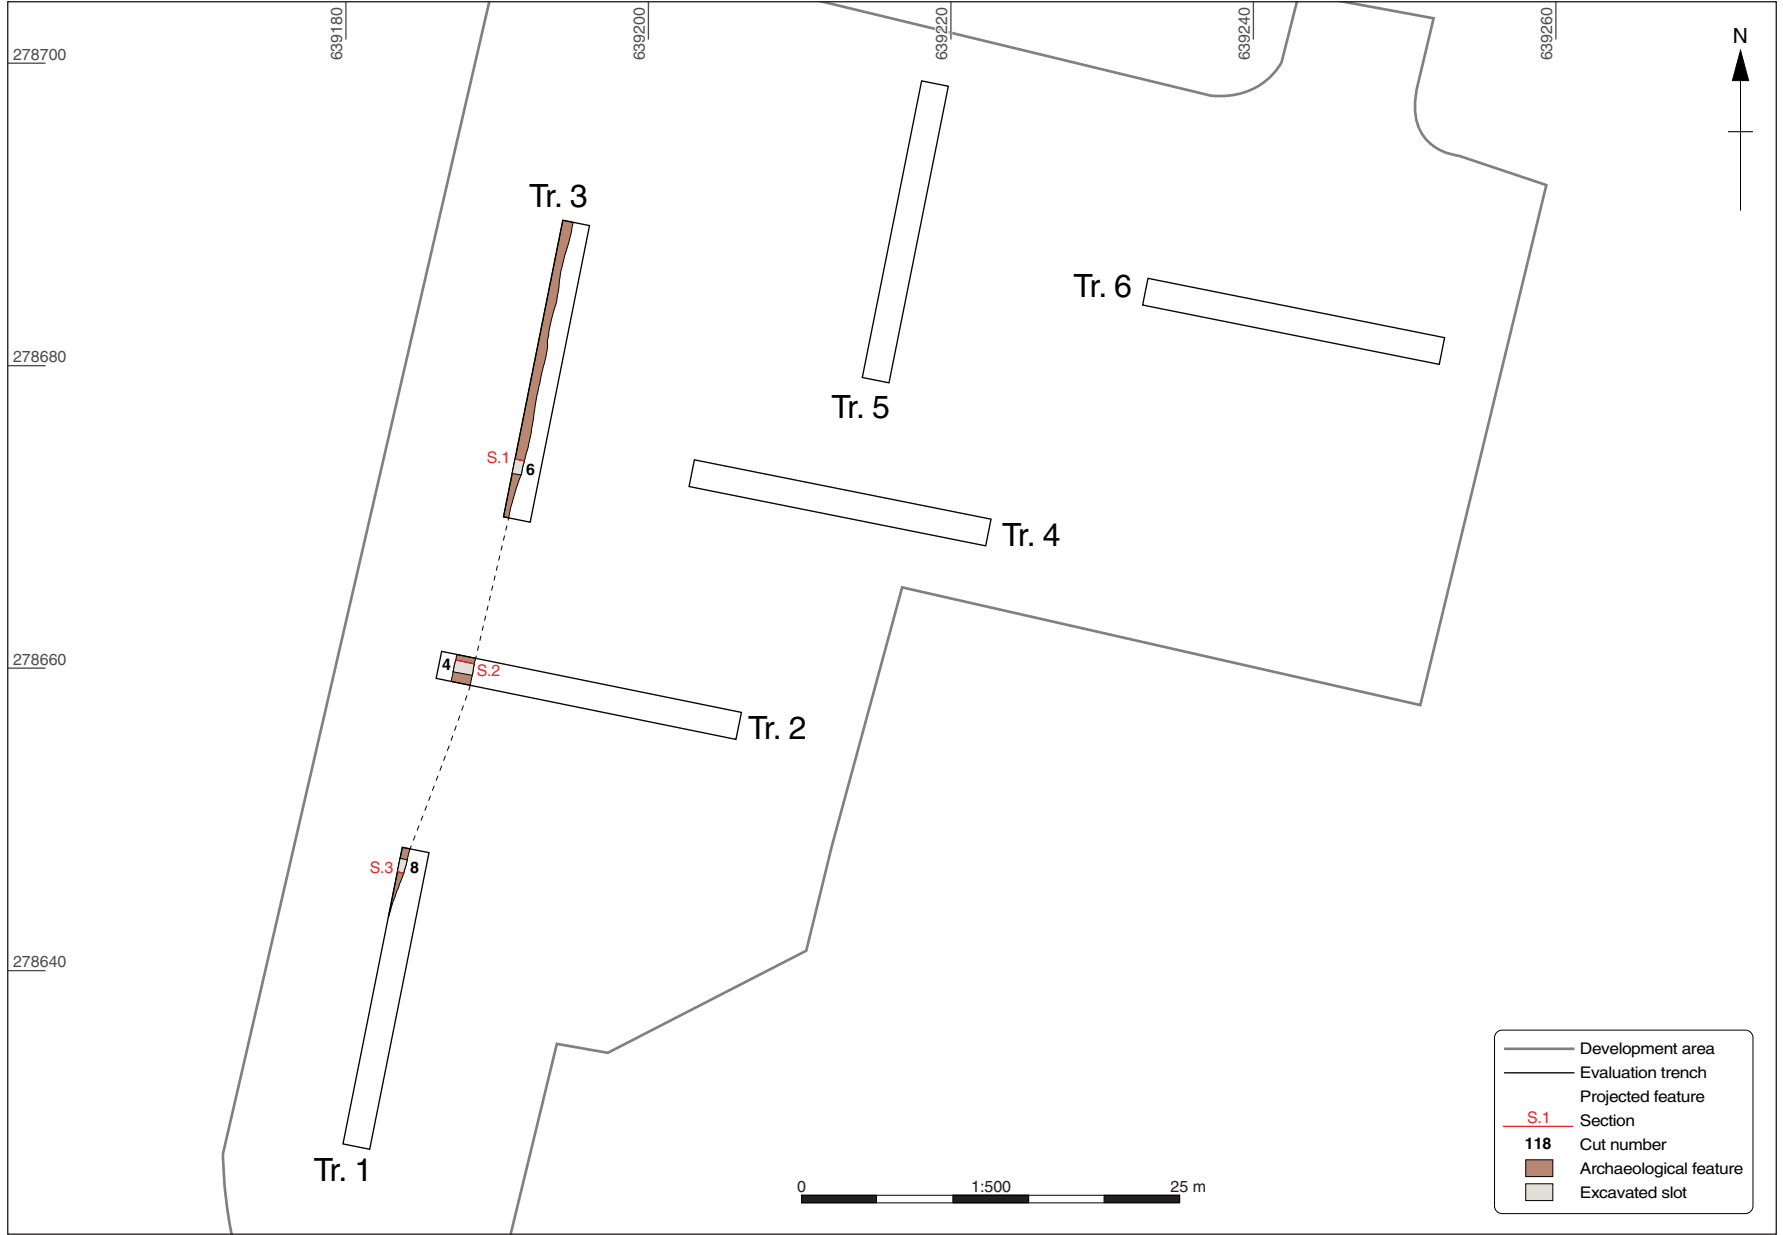 639180
639200
639220
639240
639260
278700
N
Tr. 3
Tr. 6
278680
Tr. 5
S.1
6
Tr. 4
278660
4
S.2
Tr. 2
S.3
8
278640
Tr. 1
0
1:500
25 m
Development area
Evaluation trench
Projected feature
S.1 Section
118 Cut number
Archaeological feature
Excavated slot